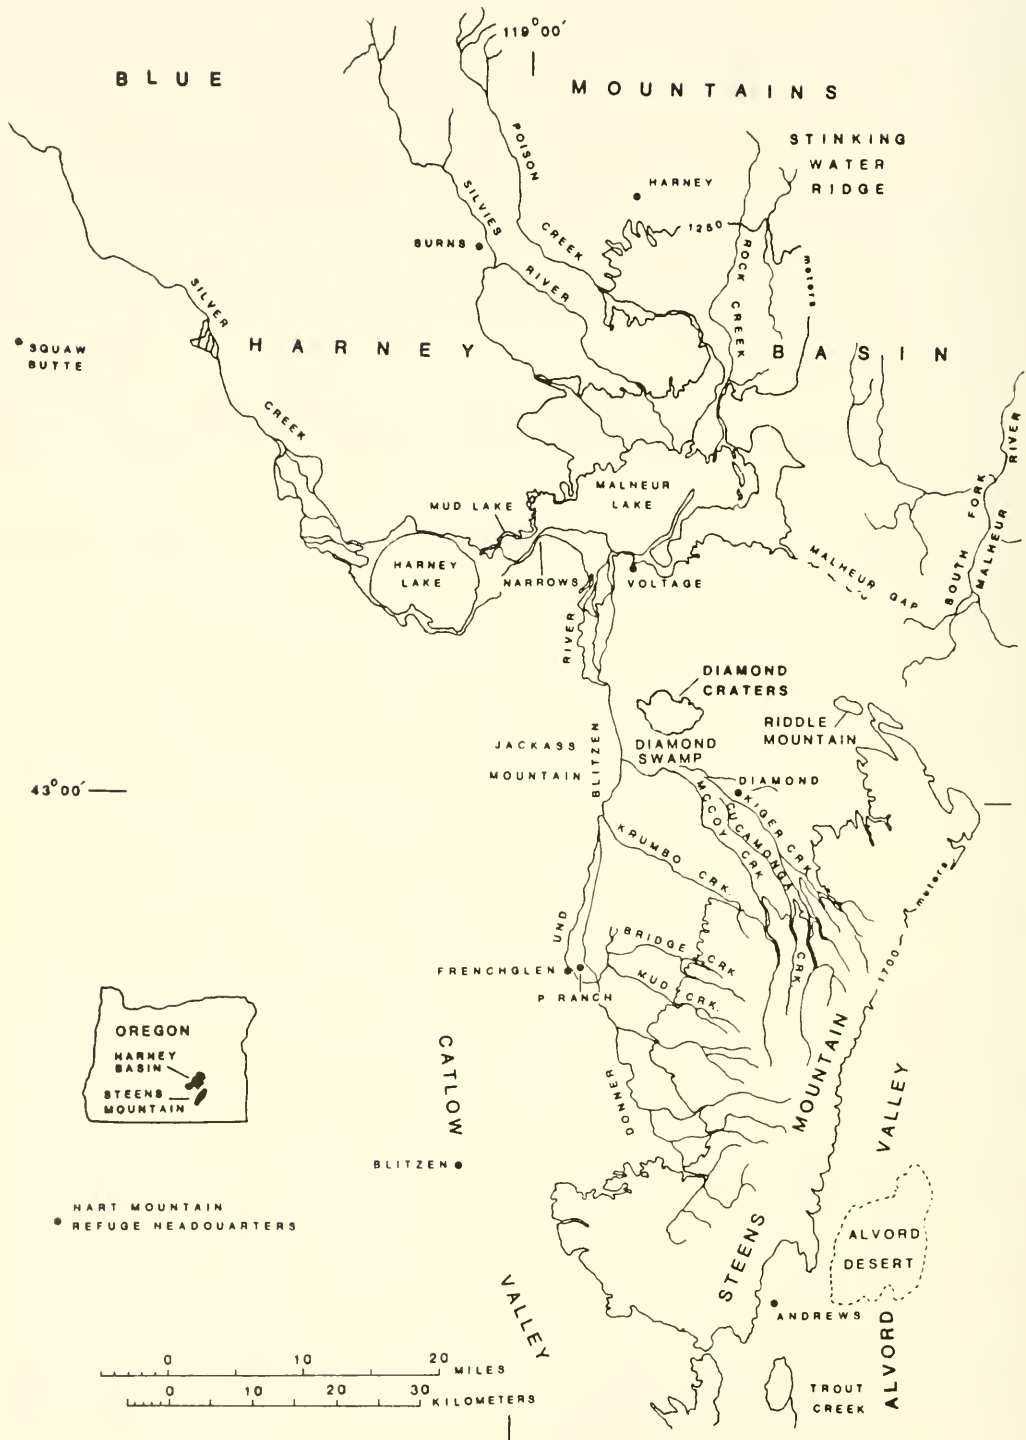 119°00′
BLUE
MOUNTAINS
STINKING
WATER
RIDGE
POISON
CREEK
HARNEY
SILVIES
RIVER
BURNS
1250
meters
ROCK CREEK
SILVER
CREEK
SQUAW
BUTTE
HARNEY
BASIN
MALHEUR
LAKE
MUD LAKE
HARNEY
LAKE
NARROWS
VOLTAGE
MALHEUR GAP
SOUTH FORK
MALHEUR RIVER
RIVER
DIAMOND
CRATERS
RIDDLE
MOUNTAIN
DIAMOND
SWAMP
JACKASS
MOUNTAIN
BLITZEN
43°00′
DIAMOND
KIGER CRK
CUCAMONGA
CRK
MCCOY CRK
KRUMBO CRK.
meters
1700
UND
BRIDGE CRK
FRENCHGLEN
P RANCH
MUD CRK.
OREGON
HARNEY
BASIN
STEENS
MOUNTAIN
CATLOW
VALLEY
DONNER
STEENS
MOUNTAIN
ALVORD
VALLEY
BLITZEN
HART MOUNTAIN
REFUGE HEADQUARTERS
ALVORD
DESERT
ANDREWS
0 10 20 MILES
0 10 20 30 KILOMETERS
TROUT
CREEK